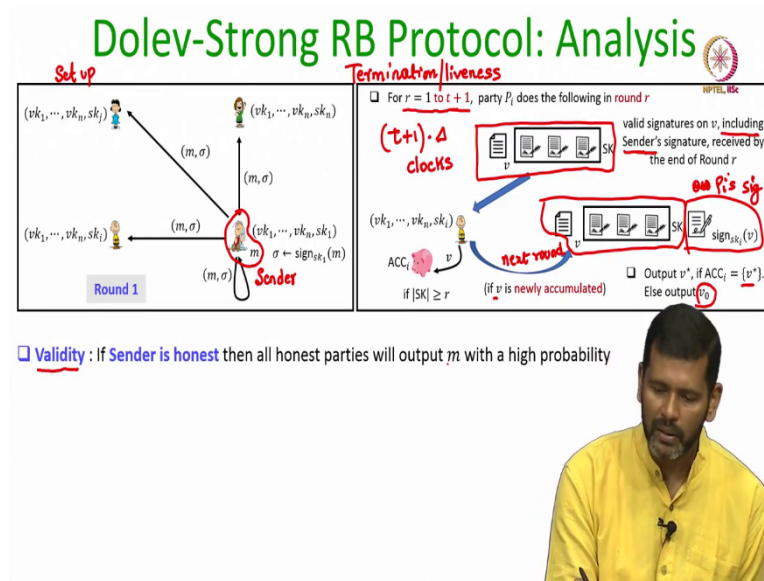 Dolev-Strong RB Protocol: Analysis
NPTEL, IISc
Set up
(vk₁, ⋯, vkₙ, skⱼ)
(vk₁, ⋯, vkₙ, skₙ)
(m, σ)
(m, σ)
(m, σ)
(vk₁, ⋯, vkₙ, skᵢ)
(vk₁, ⋯, vkₙ, sk₁)
m
σ ← sign_{sk₁}(m)
(m, σ)
Sender
Round 1
Termination/liveness
For r = 1 to t + 1, party Pᵢ does the following in round r
(t+1)·Δ
clocks
v
SK
valid signatures on v, including
Sender's signature, received by
the end of Round r
Pi's sig
(vk₁, ⋯, vkₙ, skᵢ)
v
SK
sign_{skᵢ}(v)
next round
ACCᵢ
v
if |SK| ≥ r
(if v is newly accumulated)
Output v*, if ACCᵢ = {v*}.
Else output v₀
Validity : If Sender is honest then all honest parties will output m with a high probability